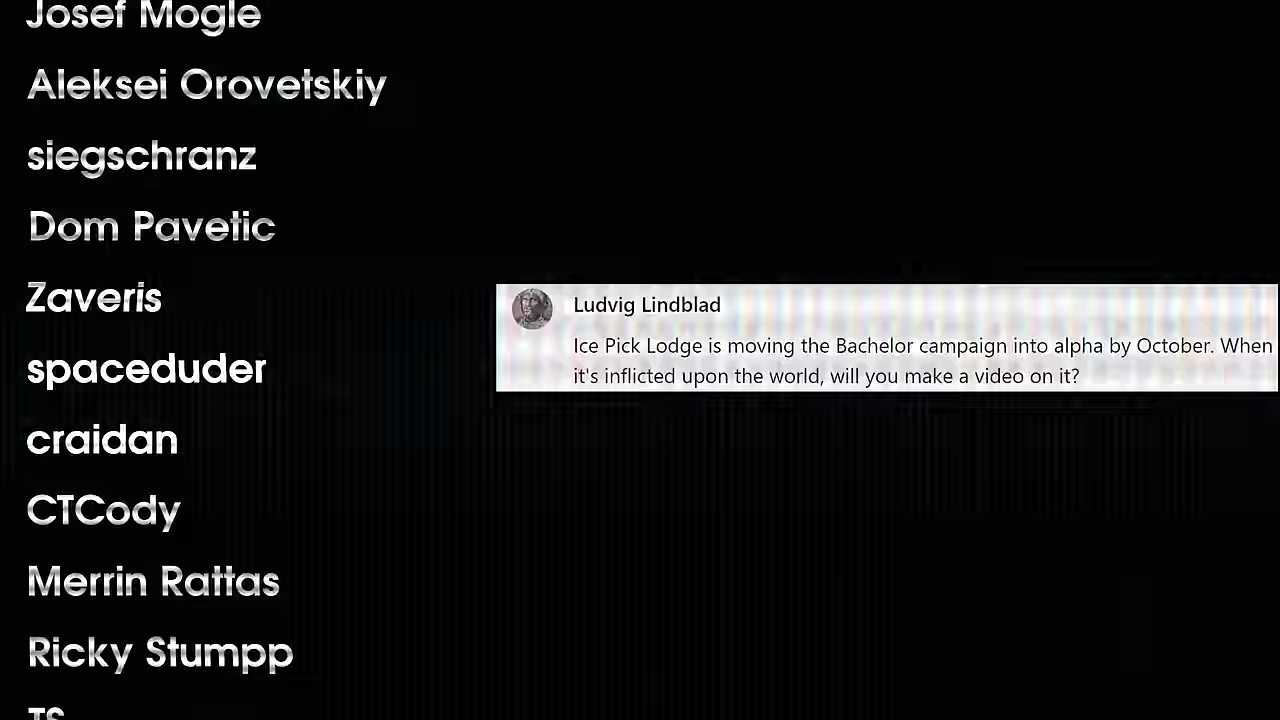 Josef Mogle
Aleksei Orovetskiy
siegschranz
Dom Pavetic
Zaveris
spaceduder
craidan
CTCody
Merrin Rattas
Ricky Stumpp
TS
Ludvig Lindblad
Ice Pick Lodge is moving the Bachelor campaign into alpha by October. When
it's inflicted upon the world, will you make a video on it?